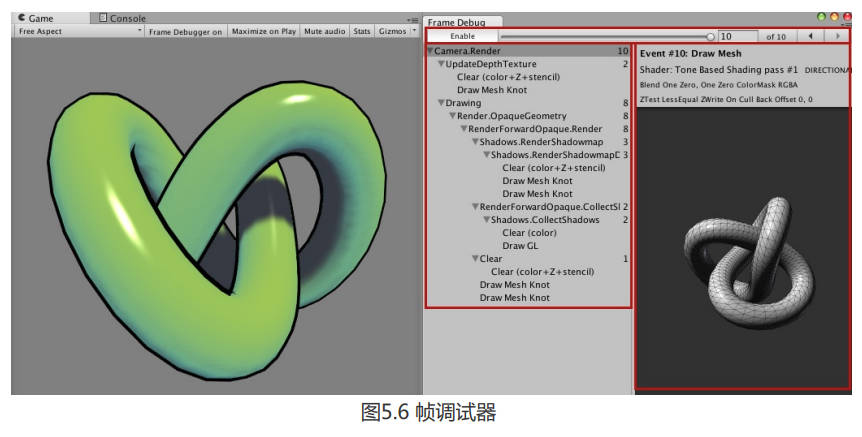 Game
Console
Free Aspect
Frame Debugger on
Maximize on Play
Mute audio
Stats
Gizmos
Frame Debug
Enable
10
of 10
Camera.Render 10
UpdateDepthTexture 2
Clear (color+Z+stencil)
Draw Mesh Knot
Drawing 8
Render.OpaqueGeometry 8
RenderForwardOpaque.Render 8
Shadows.RenderShadowmap 3
Shadows.RenderShadowmapD 3
Clear (color+Z+stencil)
Draw Mesh Knot
Draw Mesh Knot
RenderForwardOpaque.CollectSl 2
Shadows.CollectShadows 2
Clear (color)
Draw GL
Clear 1
Clear (color+Z+stencil)
Draw Mesh Knot
Draw Mesh Knot
Event #10: Draw Mesh
Shader: Tone Based Shading pass #1 DIRECTIONA
Blend One Zero, One Zero ColorMask RGBA
ZTest LessEqual ZWrite On Cull Back Offset 0, 0
图5.6 帧调试器